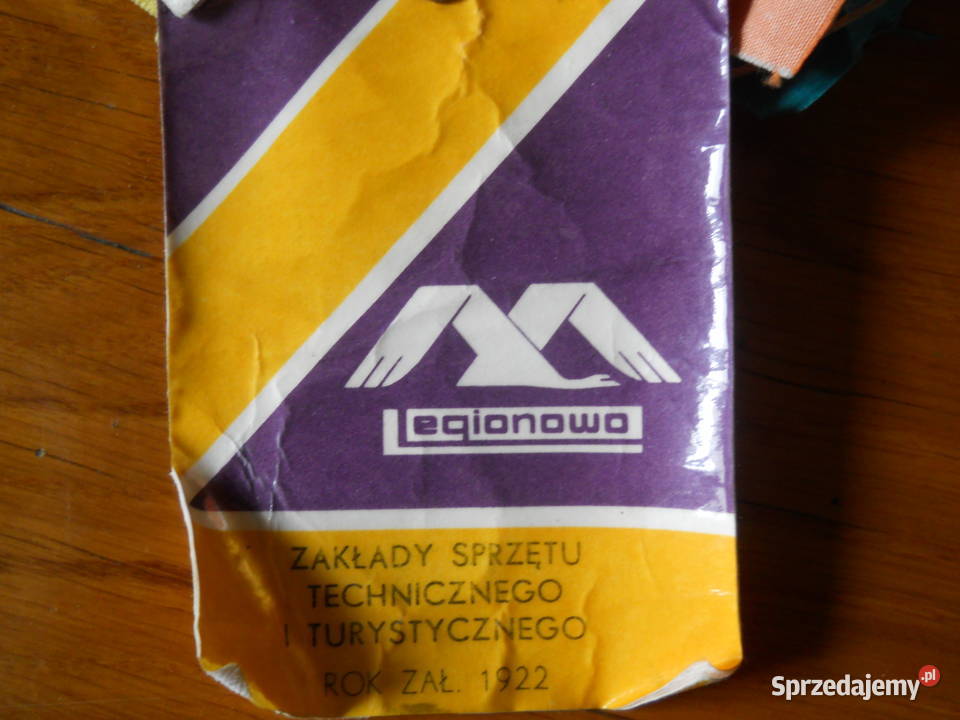 Legionowo
ZAKŁADY SPRZĘTU
TECHNICZNEGO
I TURYSTYCZNEGO
ROK ZAŁ. 1922
Sprzedajemy.pl